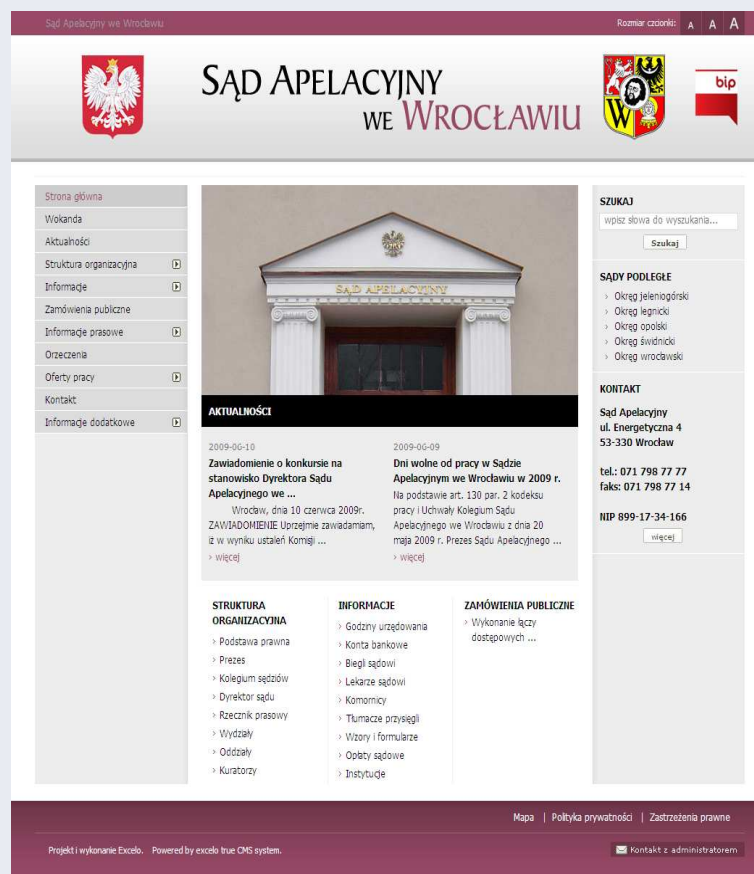 Sąd Apelacyjny we Wrocławiu
Rozmiar czcionki: A A A
SĄD APELACYJNY
WE WROCŁAWIU
bip
Strona główna
Wokanda
Aktualności
Struktura organizacyjna
Informacje
Zamówienia publiczne
Informacje prasowe
Orzeczenia
Oferty pracy
Kontakt
Informacje dodatkowe
SĄD APELACYJNY
AKTUALNOŚCI
2009-06-10
Zawiadomienie o konkursie na
stanowisko Dyrektora Sądu
Apelacyjnego we ...
Wrocław, dnia 10 czerwca 2009r.
ZAWIADOMIENIE Uprzejmie zawiadamiam,
iż w wyniku ustaleń Komisji ...
› więcej
2009-06-09
Dni wolne od pracy w Sądzie
Apelacyjnym we Wrocławiu w 2009 r.
Na podstawie art. 130 par. 2 kodeksu
pracy i Uchwały Kolegium Sądu
Apelacyjnego we Wrocławiu z dnia 20
maja 2009 r. Prezes Sądu Apelacyjnego ...
› więcej
STRUKTURA
ORGANIZACYJNA
› Podstawa prawna
› Prezes
› Kolegium sędziów
› Dyrektor sądu
› Rzecznik prasowy
› Wydziały
› Oddziały
› Kuratorzy
INFORMACJE
› Godziny urzędowania
› Konta bankowe
› Biegli sądowi
› Lekarze sądowi
› Komornicy
› Tłumacze przysięgli
› Wzory i formularze
› Opłaty sądowe
› Instytucje
ZAMÓWIENIA PUBLICZNE
› Wykonanie łączy
dostępowych ...
SZUKAJ
wpisz słowa do wyszukania...
Szukaj
SĄDY PODLEGŁE
› Okręg jeleniogórski
› Okręg legnicki
› Okręg opolski
› Okręg świdnicki
› Okręg wrocławski
KONTAKT
Sąd Apelacyjny
ul. Energetyczna 4
53-330 Wrocław
tel.: 071 798 77 77
faks: 071 798 77 14
NIP 899-17-34-166
więcej
Mapa | Polityka prywatności | Zastrzeżenia prawne
Projekt i wykonanie Excelo. Powered by excelo true CMS system.
Kontakt z administratorem